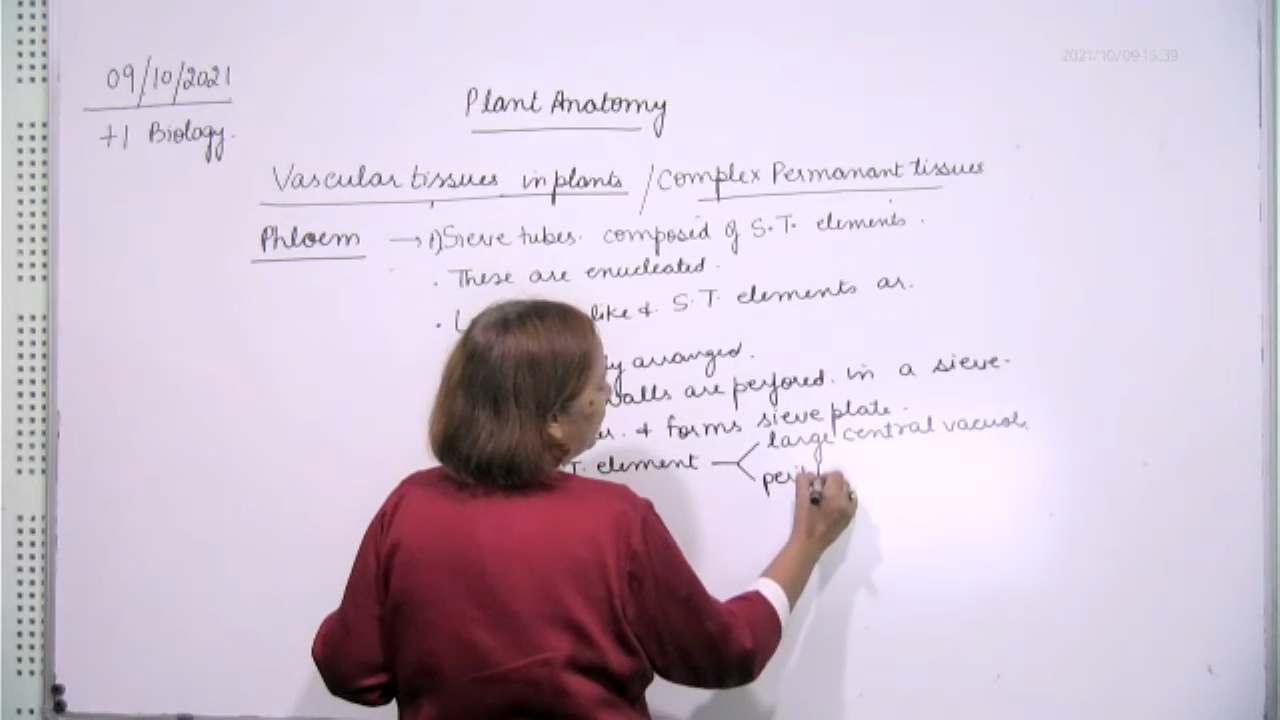 2021/10/09 15:39
09/10/2021
+1 Biology.
Plant Anatomy
Vascular tissues in plants / Complex Permanant tissues
Phloem → 1) Sieve tubes. composed of S.T. elements.
. These are enucleated.
. like & S.T. elements ar.
arranged.
walls are perfored. in a sieve-
& forms sieve plate.
T. element large central vacuole
peri